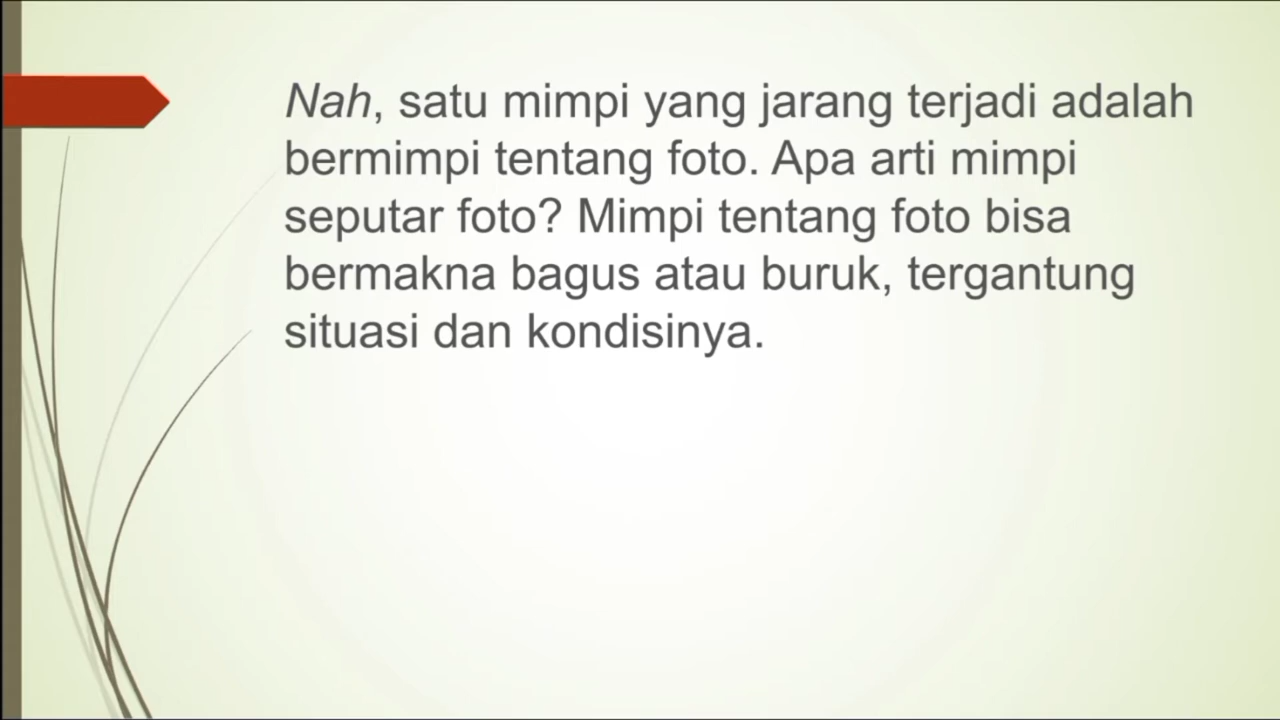 Nah, satu mimpi yang jarang terjadi adalah
bermimpi tentang foto. Apa arti mimpi
seputar foto? Mimpi tentang foto bisa
bermakna bagus atau buruk, tergantung
situasi dan kondisinya.